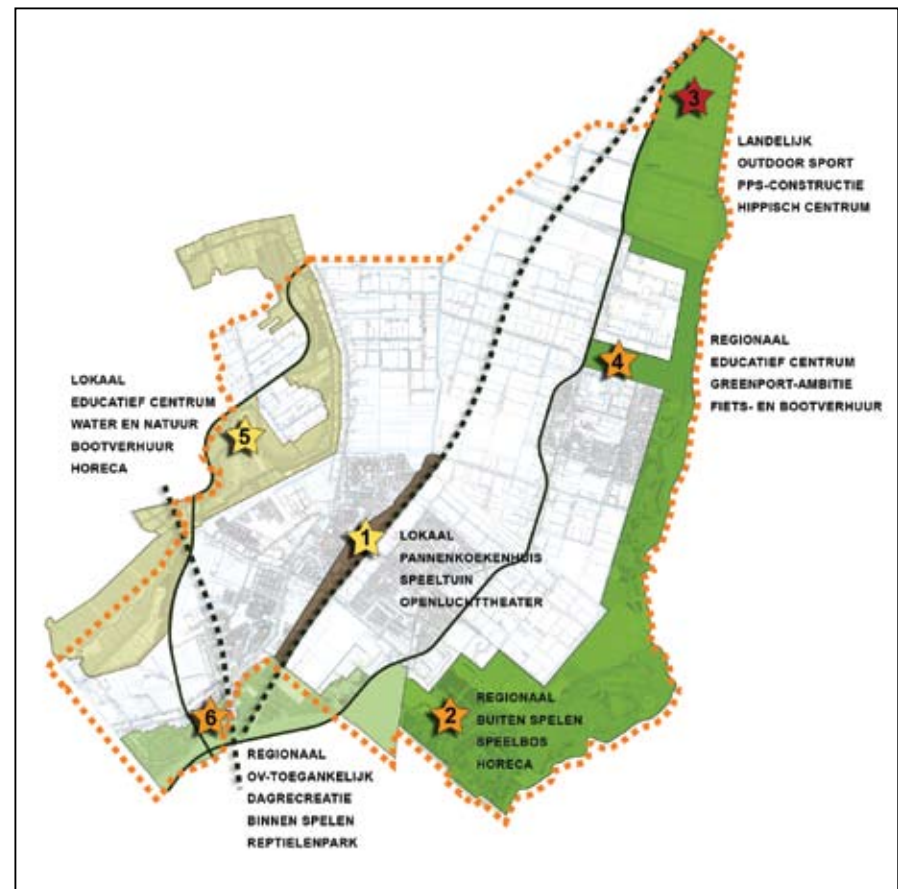 3
LANDELIJK
OUTDOOR SPORT
PPS-CONSTRUCTIE
HIPPISCH CENTRUM
4
REGIONAAL
EDUCATIEF CENTRUM
GREENPORT-AMBITIE
FIETS- EN BOOTVERHUUR
LOKAAL
EDUCATIEF CENTRUM
WATER EN NATUUR
BOOTVERHUUR
HORECA
5
1
LOKAAL
PANNENKOEKENHUIS
SPEELTUIN
OPENLUCHTTHEATER
2
REGIONAAL
BUITEN SPELEN
SPEELBOS
HORECA
6
REGIONAAL
OV-TOEGANKELIJK
DAGRECREATIE
BINNEN SPELEN
REPTIELENPARK